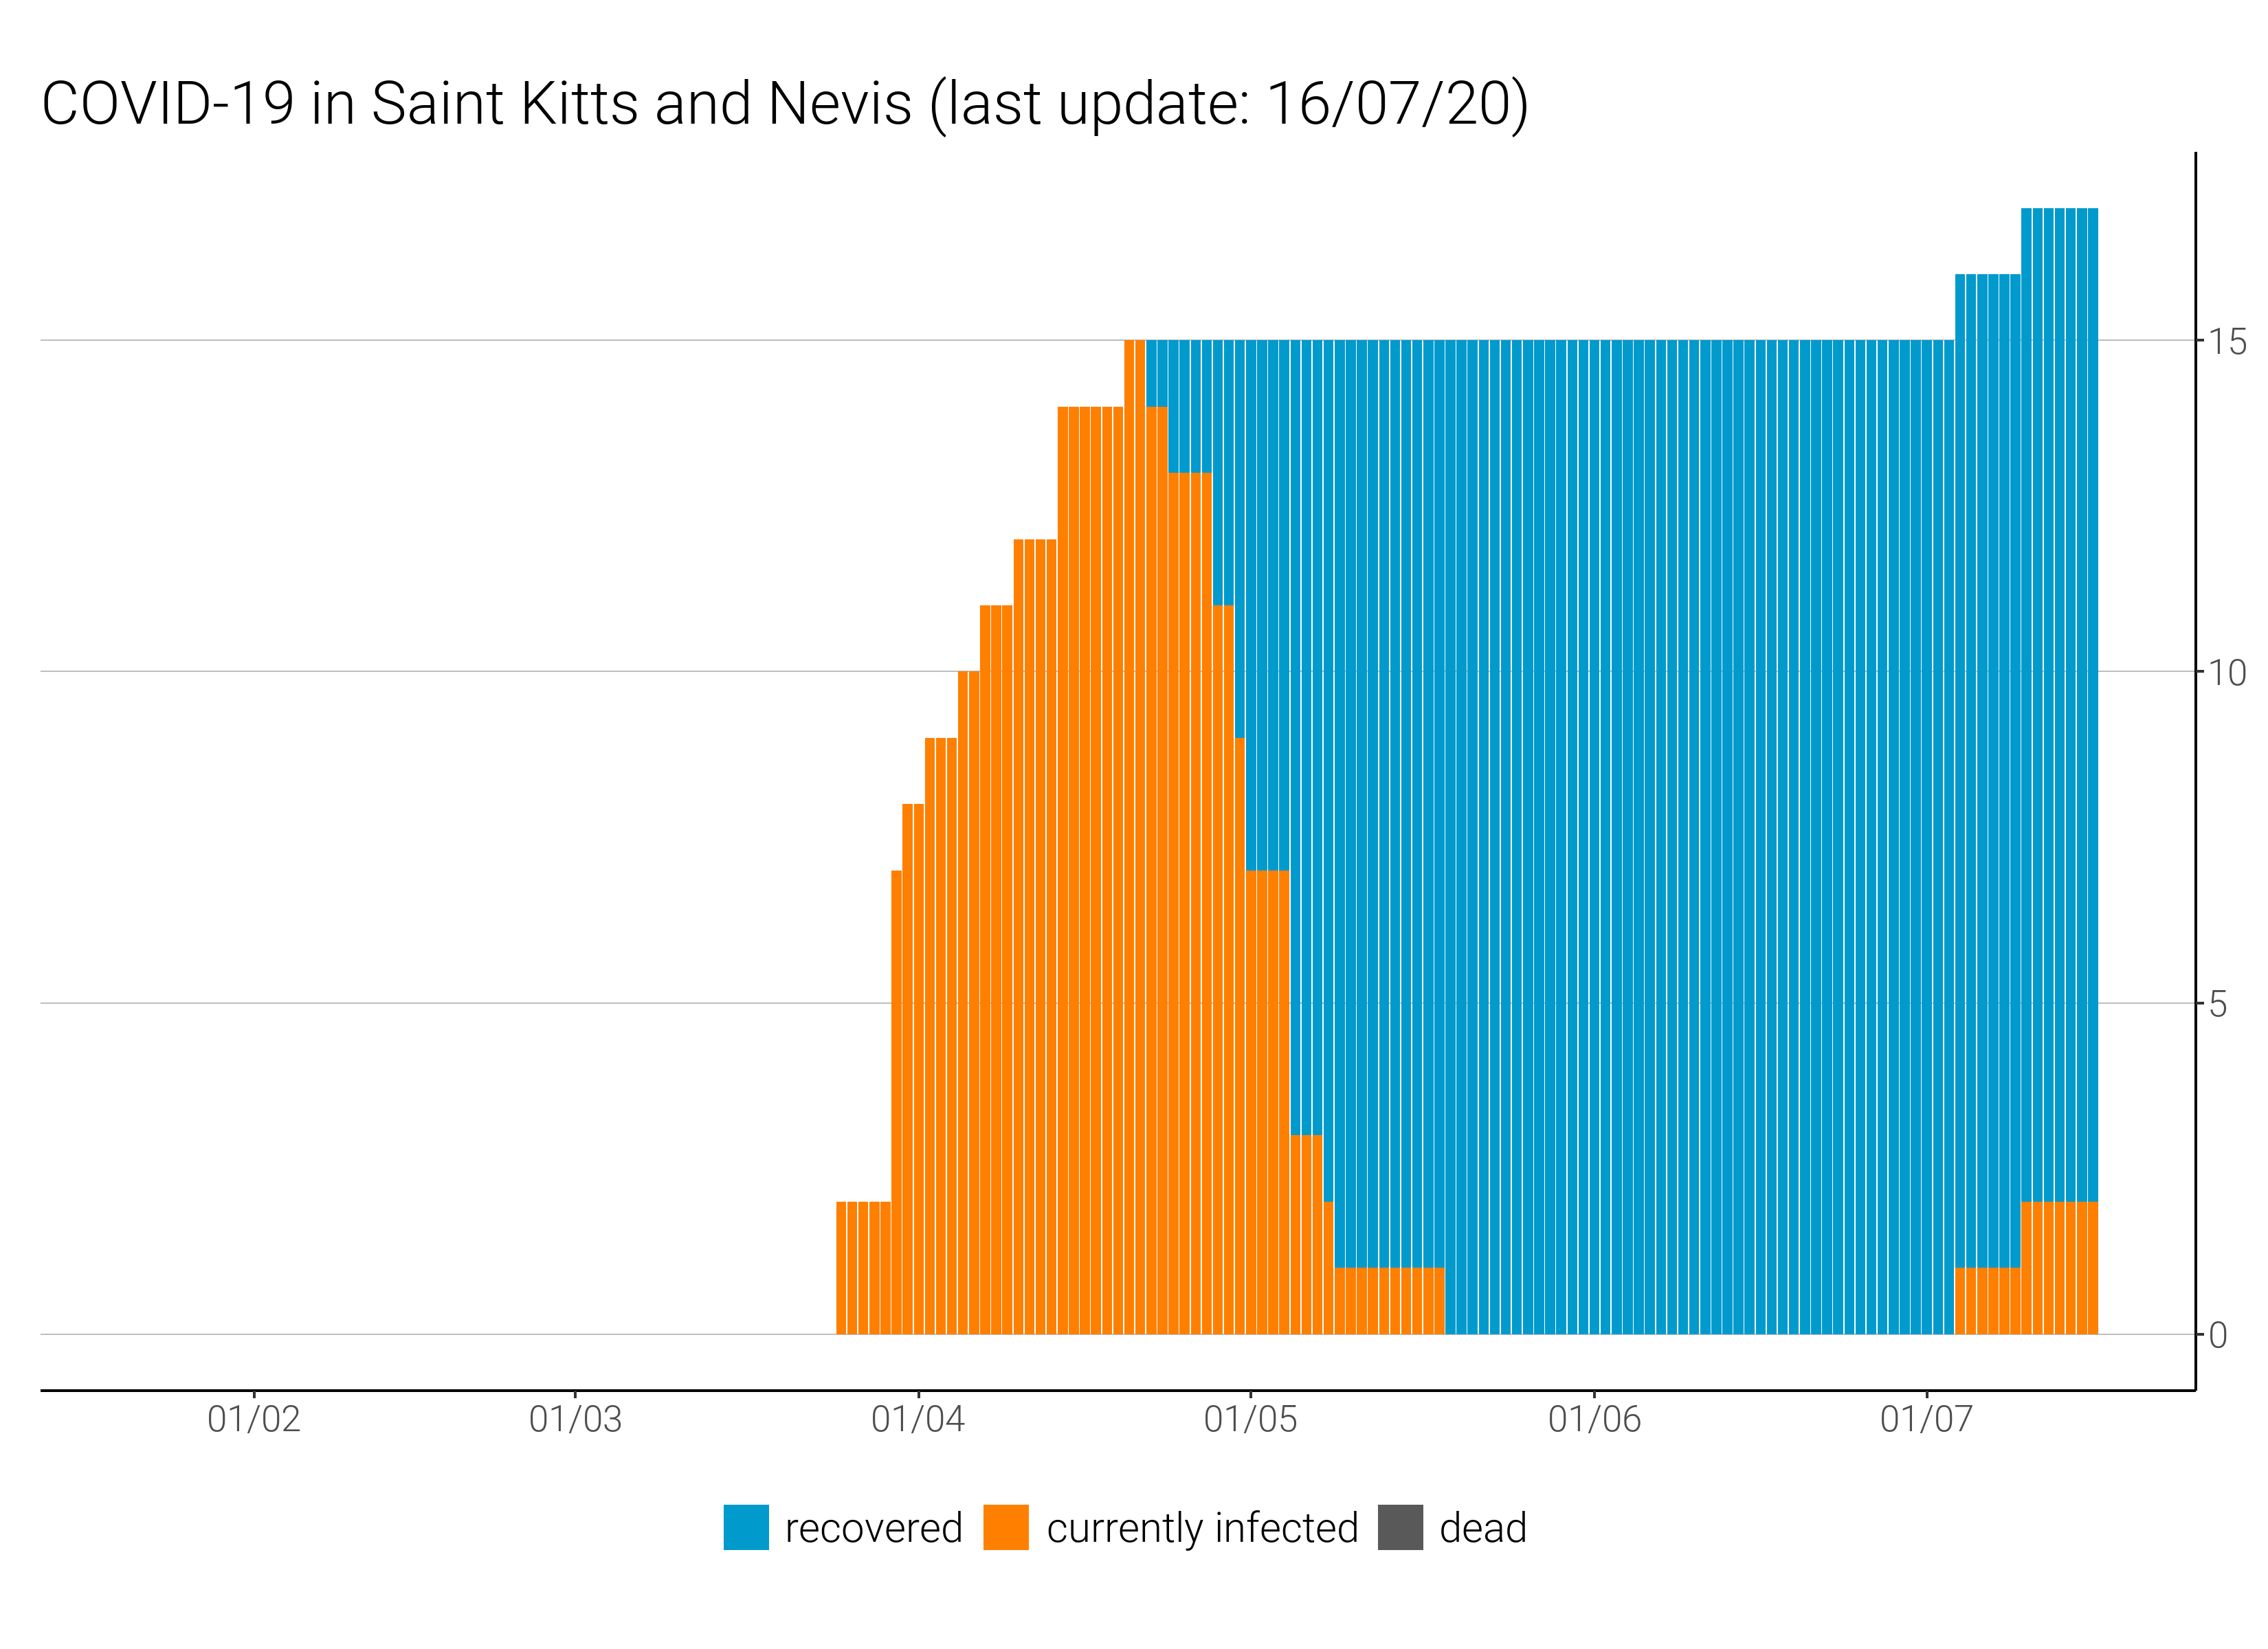 COVID-19 in Saint Kitts and Nevis (last update: 16/07/20)
15
10
5
0
01/02 01/03 01/04 01/05 01/06 01/07
recovered currently infected dead